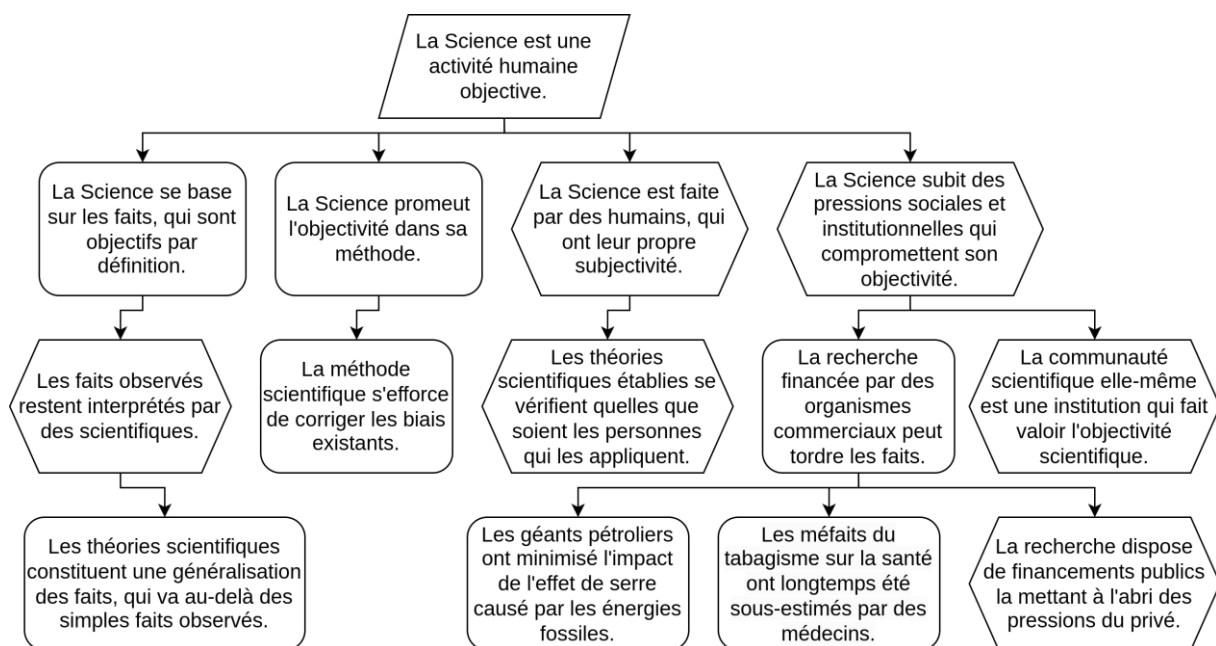 La Science est une
activité humaine
objective.
La Science se base
sur les faits, qui sont
objectifs par
définition.
La Science promeut
l'objectivité dans sa
méthode.
La Science est faite
par des humains, qui
ont leur propre
subjectivité.
La Science subit des
pressions sociales et
institutionnelles qui
compromettent son
objectivité.
Les faits observés
restent interprétés par
des scientifiques.
La méthode
scientifique s'efforce
de corriger les biais
existants.
Les théories
scientifiques établies se
vérifient quelles que
soient les personnes
qui les appliquent.
La recherche
financée par des
organismes
commerciaux peut
tordre les faits.
La communauté
scientifique elle-même
est une institution qui fait
valoir l'objectivité
scientifique.
Les théories scientifiques
constituent une généralisation
des faits, qui va au-delà des
simples faits observés.
Les géants pétroliers
ont minimisé l'impact
de l'effet de serre
causé par les énergies
fossiles.
Les méfaits du
tabagisme sur la santé
ont longtemps été
sous-estimés par des
médecins.
La recherche dispose
de financements publics
la mettant à l'abri des
pressions du privé.